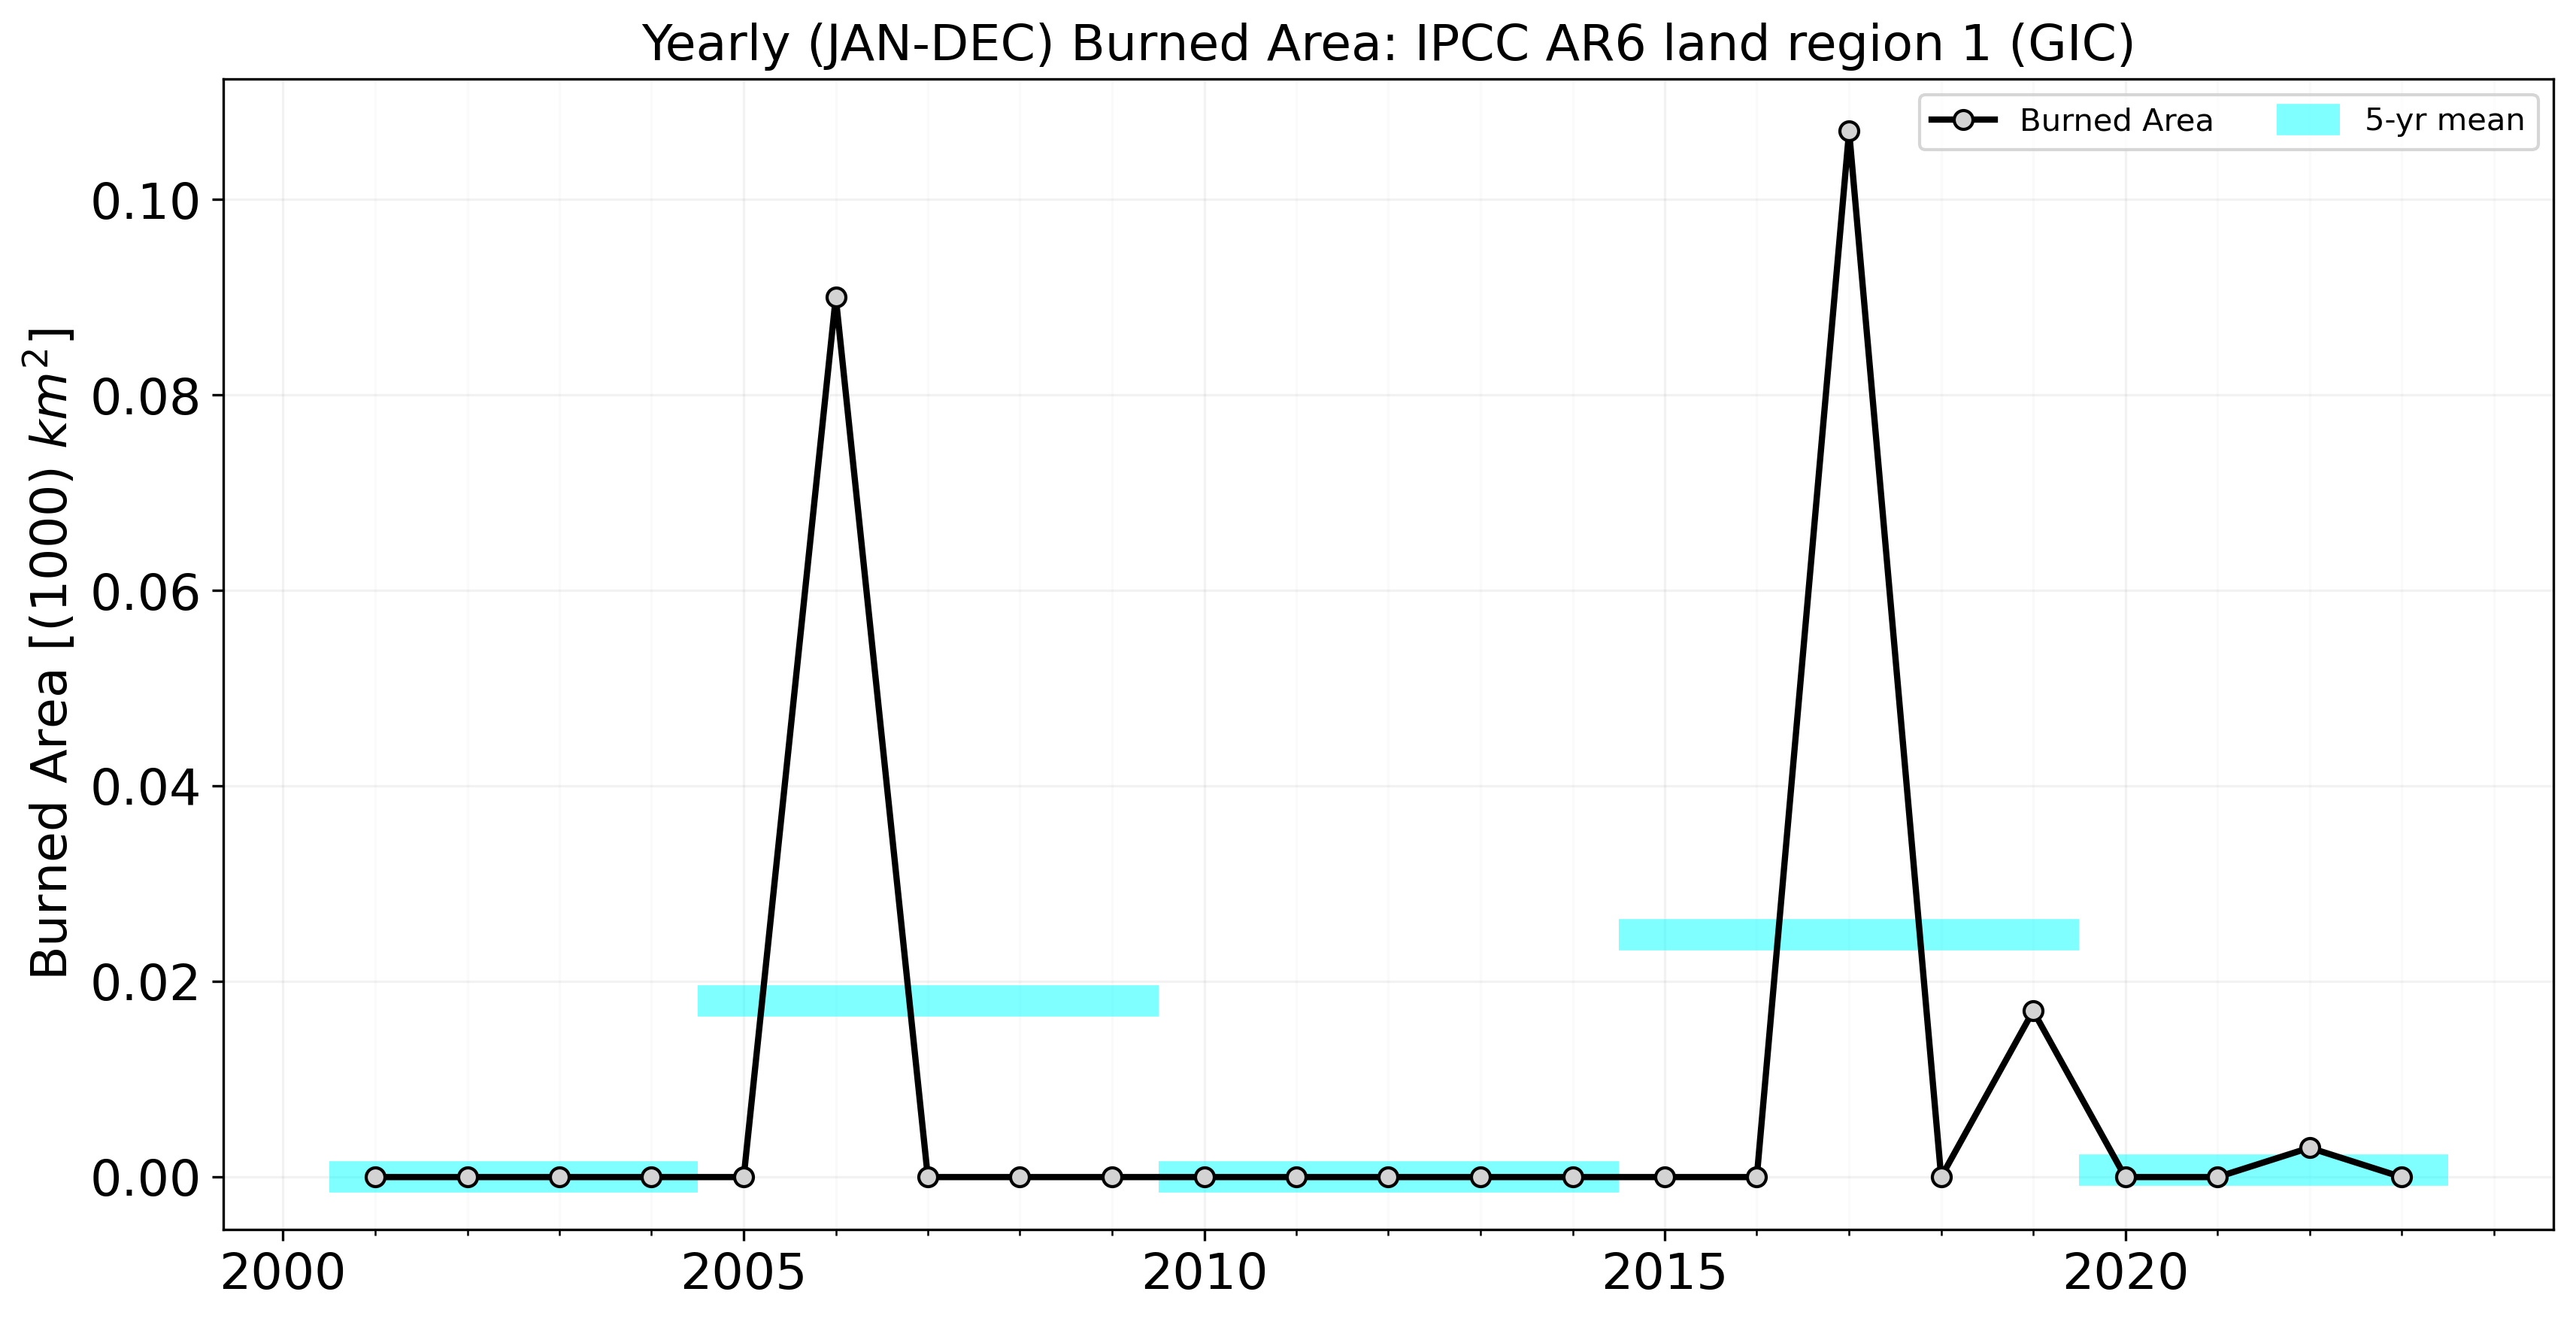 Yearly (JAN-DEC) Burned Area: IPCC AR6 land region 1 (GIC)
Burned Area
5-yr mean
Burned Area [(1000) km²]
0.10
0.08
0.06
0.04
0.02
0.00
2000 2005 2010 2015 2020